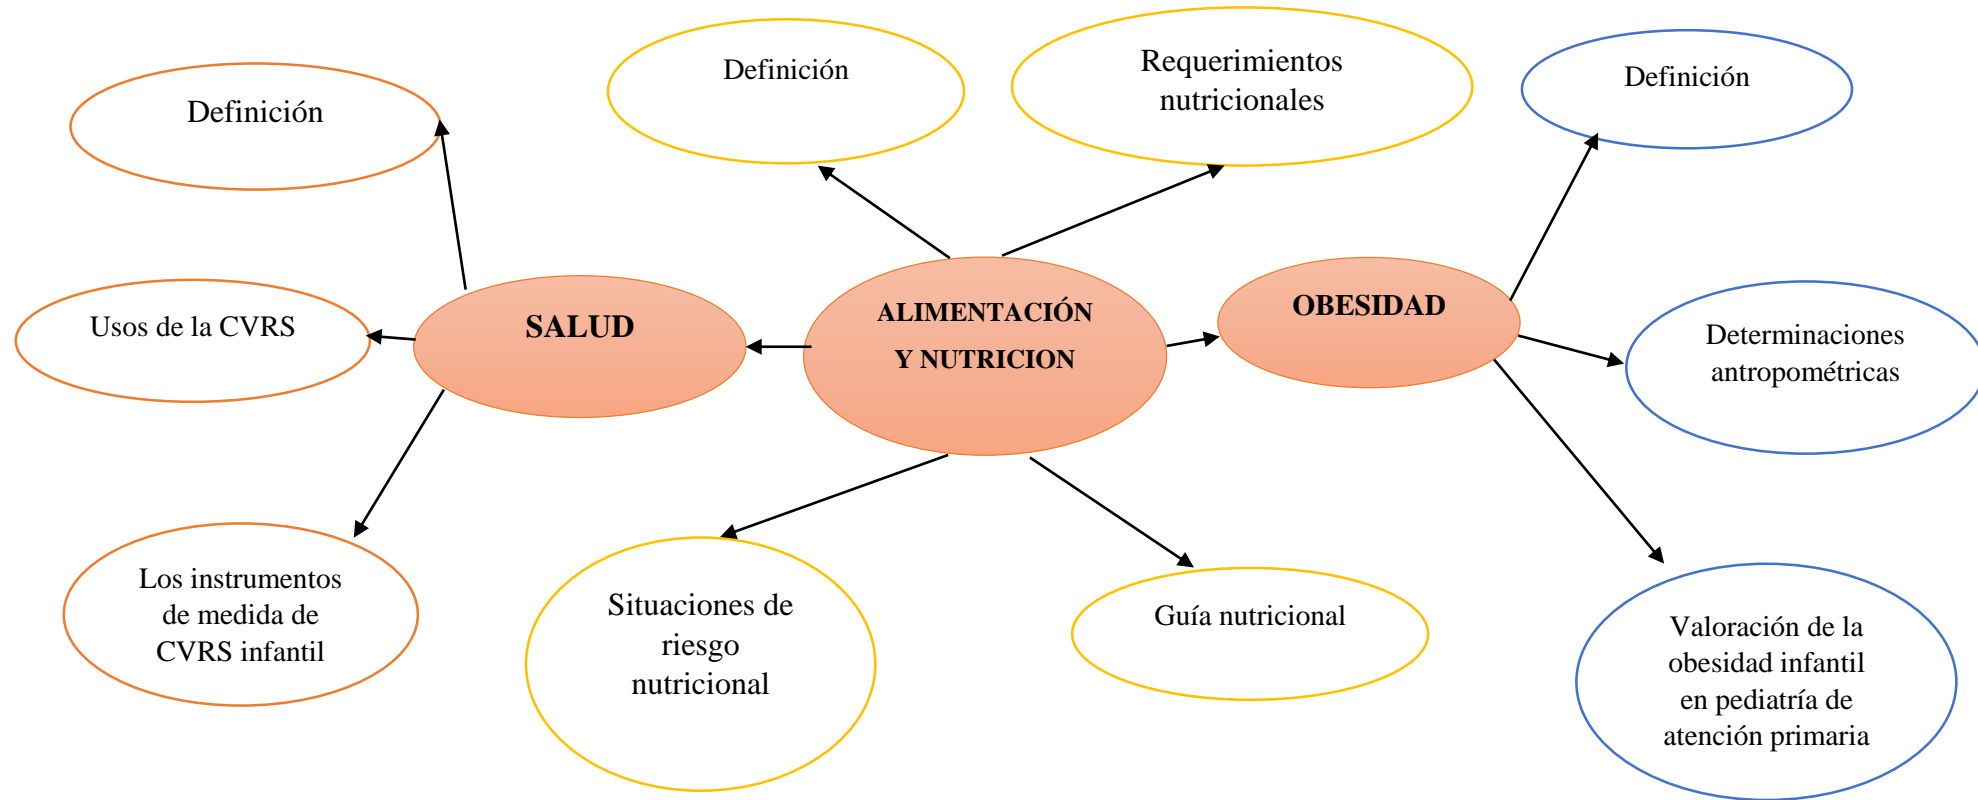 Definición
Definición
Requerimientos
nutricionales
Definición
Usos de la CVRS
SALUD
ALIMENTACIÓN
Y NUTRICION
OBESIDAD
Determinaciones
antropométricas
Los instrumentos
de medida de
CVRS infantil
Situaciones de
riesgo
nutricional
Guía nutricional
Valoración de la
obesidad infantil
en pediatría de
atención primaria